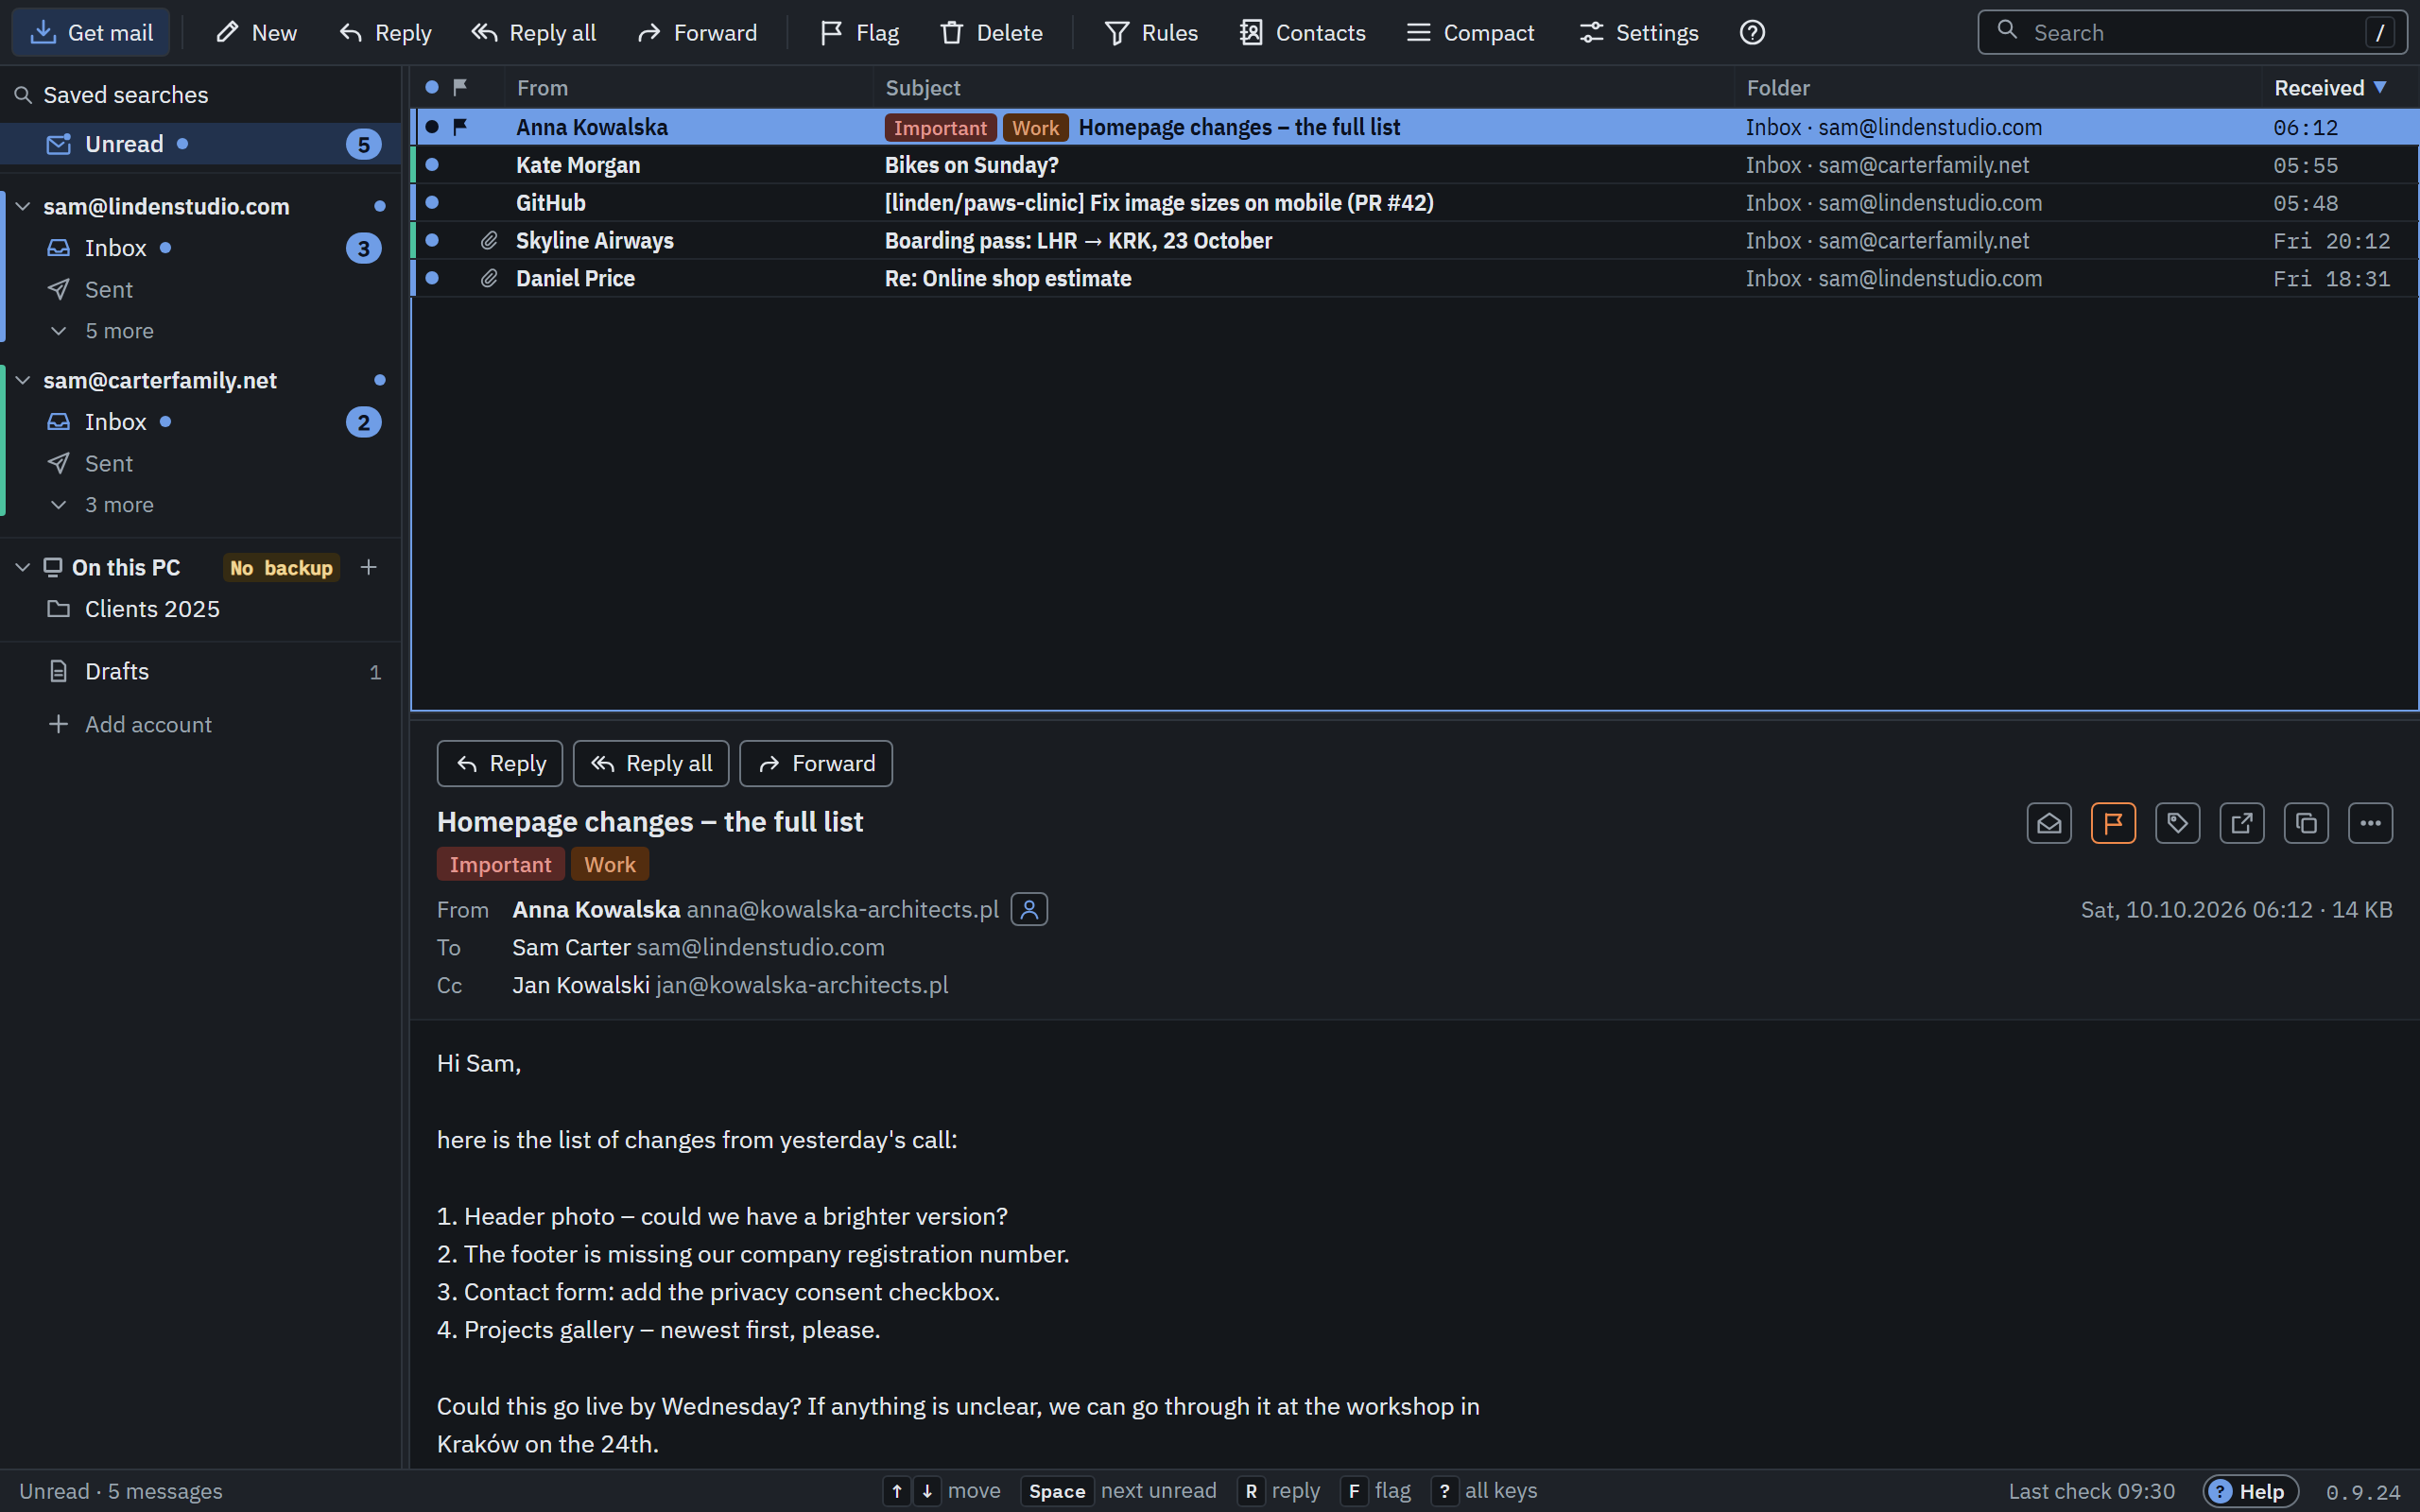 Get mail New Reply Reply all Forward Flag Delete Rules Contacts Compact Settings Search /
Saved searches
Unread 5
sam@lindenstudio.com
Inbox 3
Sent
5 more
sam@carterfamily.net
Inbox 2
Sent
3 more
On this PC No backup
Clients 2025
Drafts 1
Add account
From Subject Folder Received
Anna Kowalska Important Work Homepage changes – the full list Inbox · sam@lindenstudio.com 06:12
Kate Morgan Bikes on Sunday? Inbox · sam@carterfamily.net 05:55
GitHub [linden/paws-clinic] Fix image sizes on mobile (PR #42) Inbox · sam@lindenstudio.com 05:48
Skyline Airways Boarding pass: LHR → KRK, 23 October Inbox · sam@carterfamily.net Fri 20:12
Daniel Price Re: Online shop estimate Inbox · sam@lindenstudio.com Fri 18:31
Reply Reply all Forward
Homepage changes – the full list
Important Work
From Anna Kowalska anna@kowalska-architects.pl Sat, 10.10.2026 06:12 · 14 KB
To Sam Carter sam@lindenstudio.com
Cc Jan Kowalski jan@kowalska-architects.pl
Hi Sam,
here is the list of changes from yesterday's call:
1. Header photo – could we have a brighter version?
2. The footer is missing our company registration number.
3. Contact form: add the privacy consent checkbox.
4. Projects gallery – newest first, please.
Could this go live by Wednesday? If anything is unclear, we can go through it at the workshop in
Kraków on the 24th.
Unread · 5 messages ↑ ↓ move Space next unread R reply F flag ? all keys Last check 09:30 ? Help 0.9.24